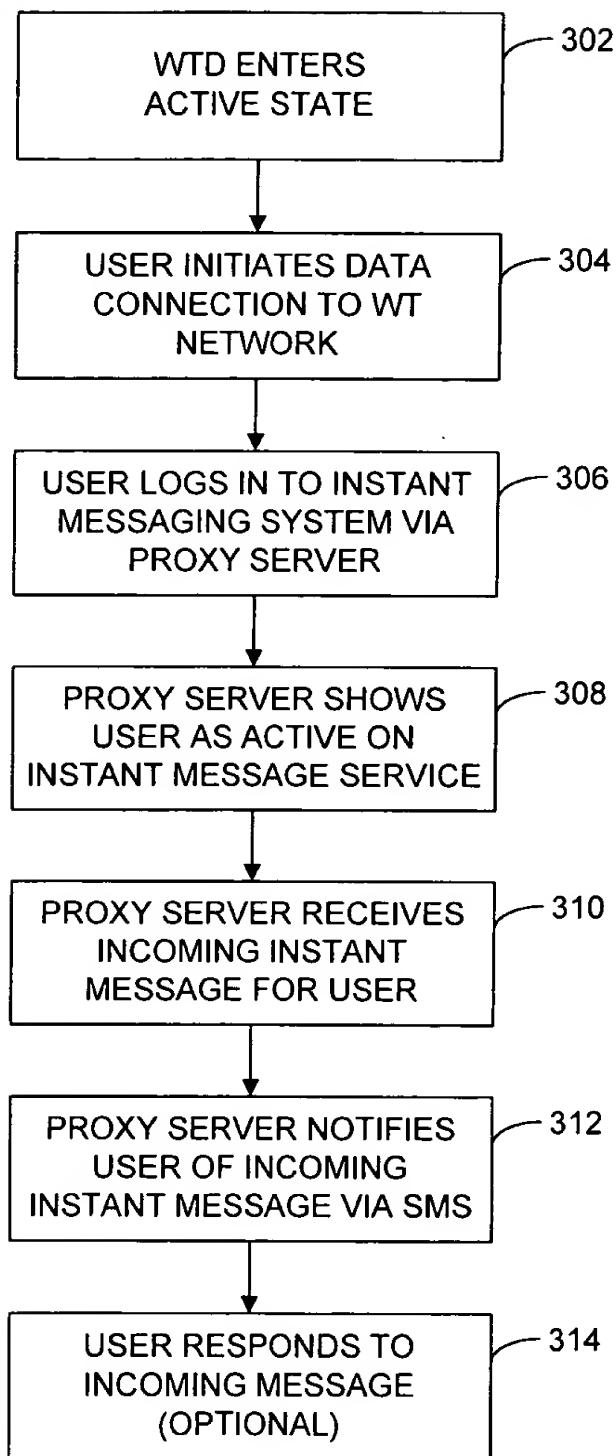 302
WTD ENTERS
ACTIVE STATE
304
USER INITIATES DATA
CONNECTION TO WT
NETWORK
306
USER LOGS IN TO INSTANT
MESSAGING SYSTEM VIA
PROXY SERVER
308
PROXY SERVER SHOWS
USER AS ACTIVE ON
INSTANT MESSAGE SERVICE
310
PROXY SERVER RECEIVES
INCOMING INSTANT
MESSAGE FOR USER
312
PROXY SERVER NOTIFIES
USER OF INCOMING
INSTANT MESSAGE VIA SMS
314
USER RESPONDS TO
INCOMING MESSAGE
(OPTIONAL)